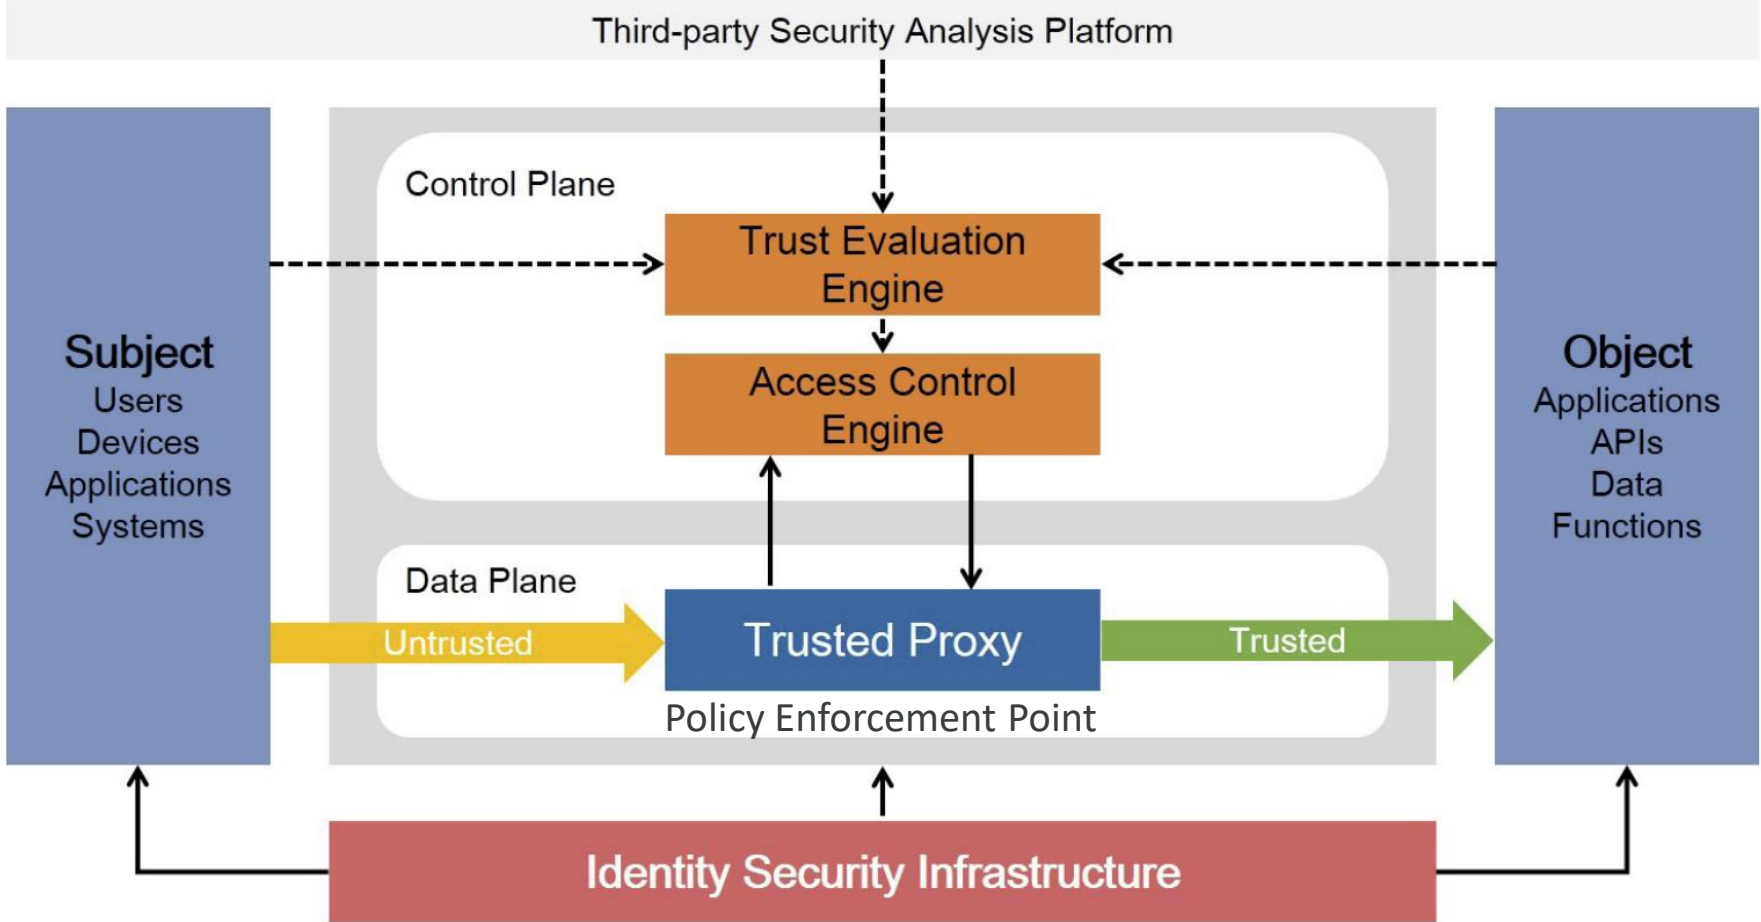 Third-party Security Analysis Platform
Control Plane
Trust Evaluation
Engine
Access Control
Engine
Subject
Users
Devices
Applications
Systems
Object
Applications
APIs
Data
Functions
Data Plane
Untrusted
Trusted Proxy
Trusted
Policy Enforcement Point
Identity Security Infrastructure